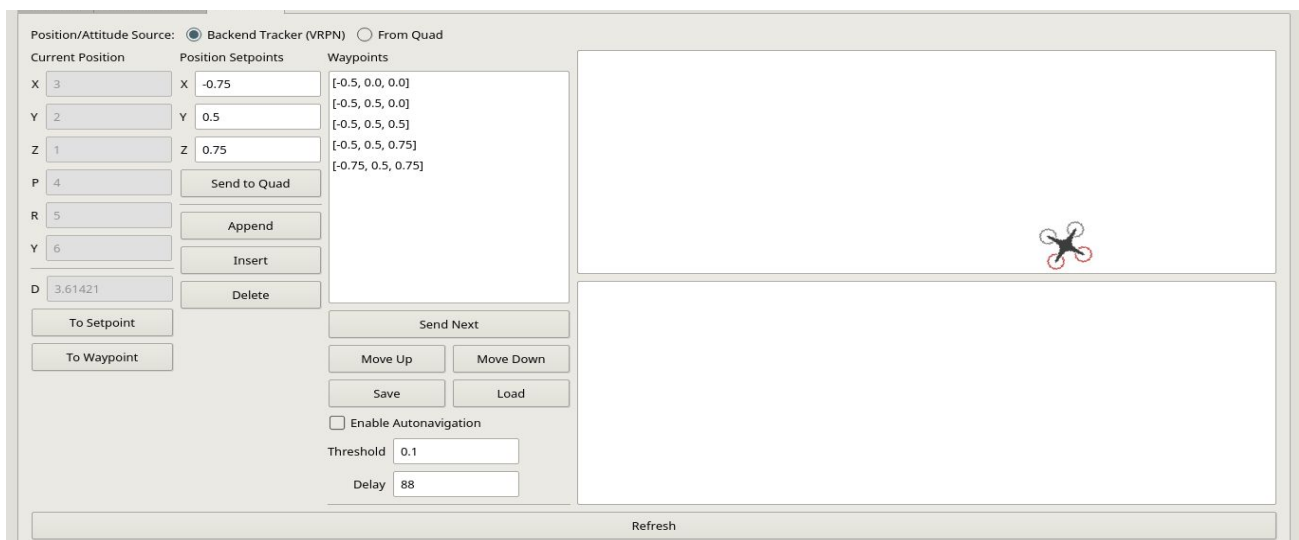 Position/Attitude Source: Backend Tracker (VRPN) From Quad
Current Position Position Setpoints Waypoints
X 3
Y 2
Z 1
P 4
R 5
Y 6
D 3.61421
To Setpoint
To Waypoint
X -0.75
Y 0.5
Z 0.75
Send to Quad
Append
Insert
Delete
[-0.5, 0.0, 0.0]
[-0.5, 0.5, 0.0]
[-0.5, 0.5, 0.5]
[-0.5, 0.5, 0.75]
[-0.75, 0.5, 0.75]
Send Next
Move Up Move Down
Save Load
Enable Autonavigation
Threshold 0.1
Delay 88
Refresh